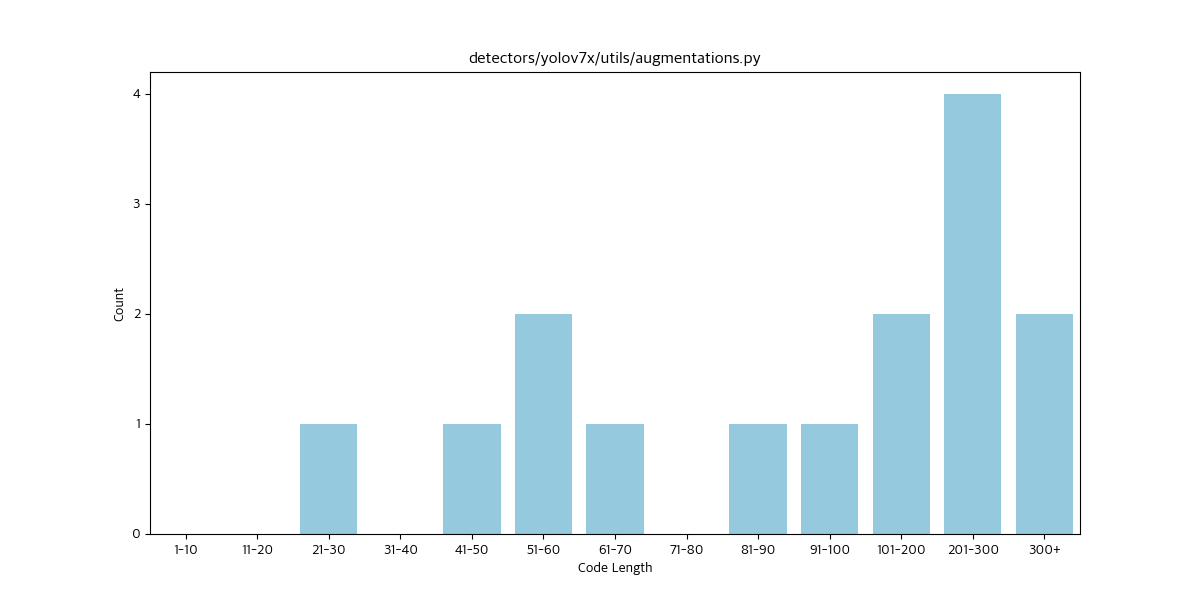 detectors/yolov7x/utils/augmentations.py
4
3
2
1
0
Count
1-10 11-20 21-30 31-40 41-50 51-60 61-70 71-80 81-90 91-100 101-200 201-300 300+
Code Length